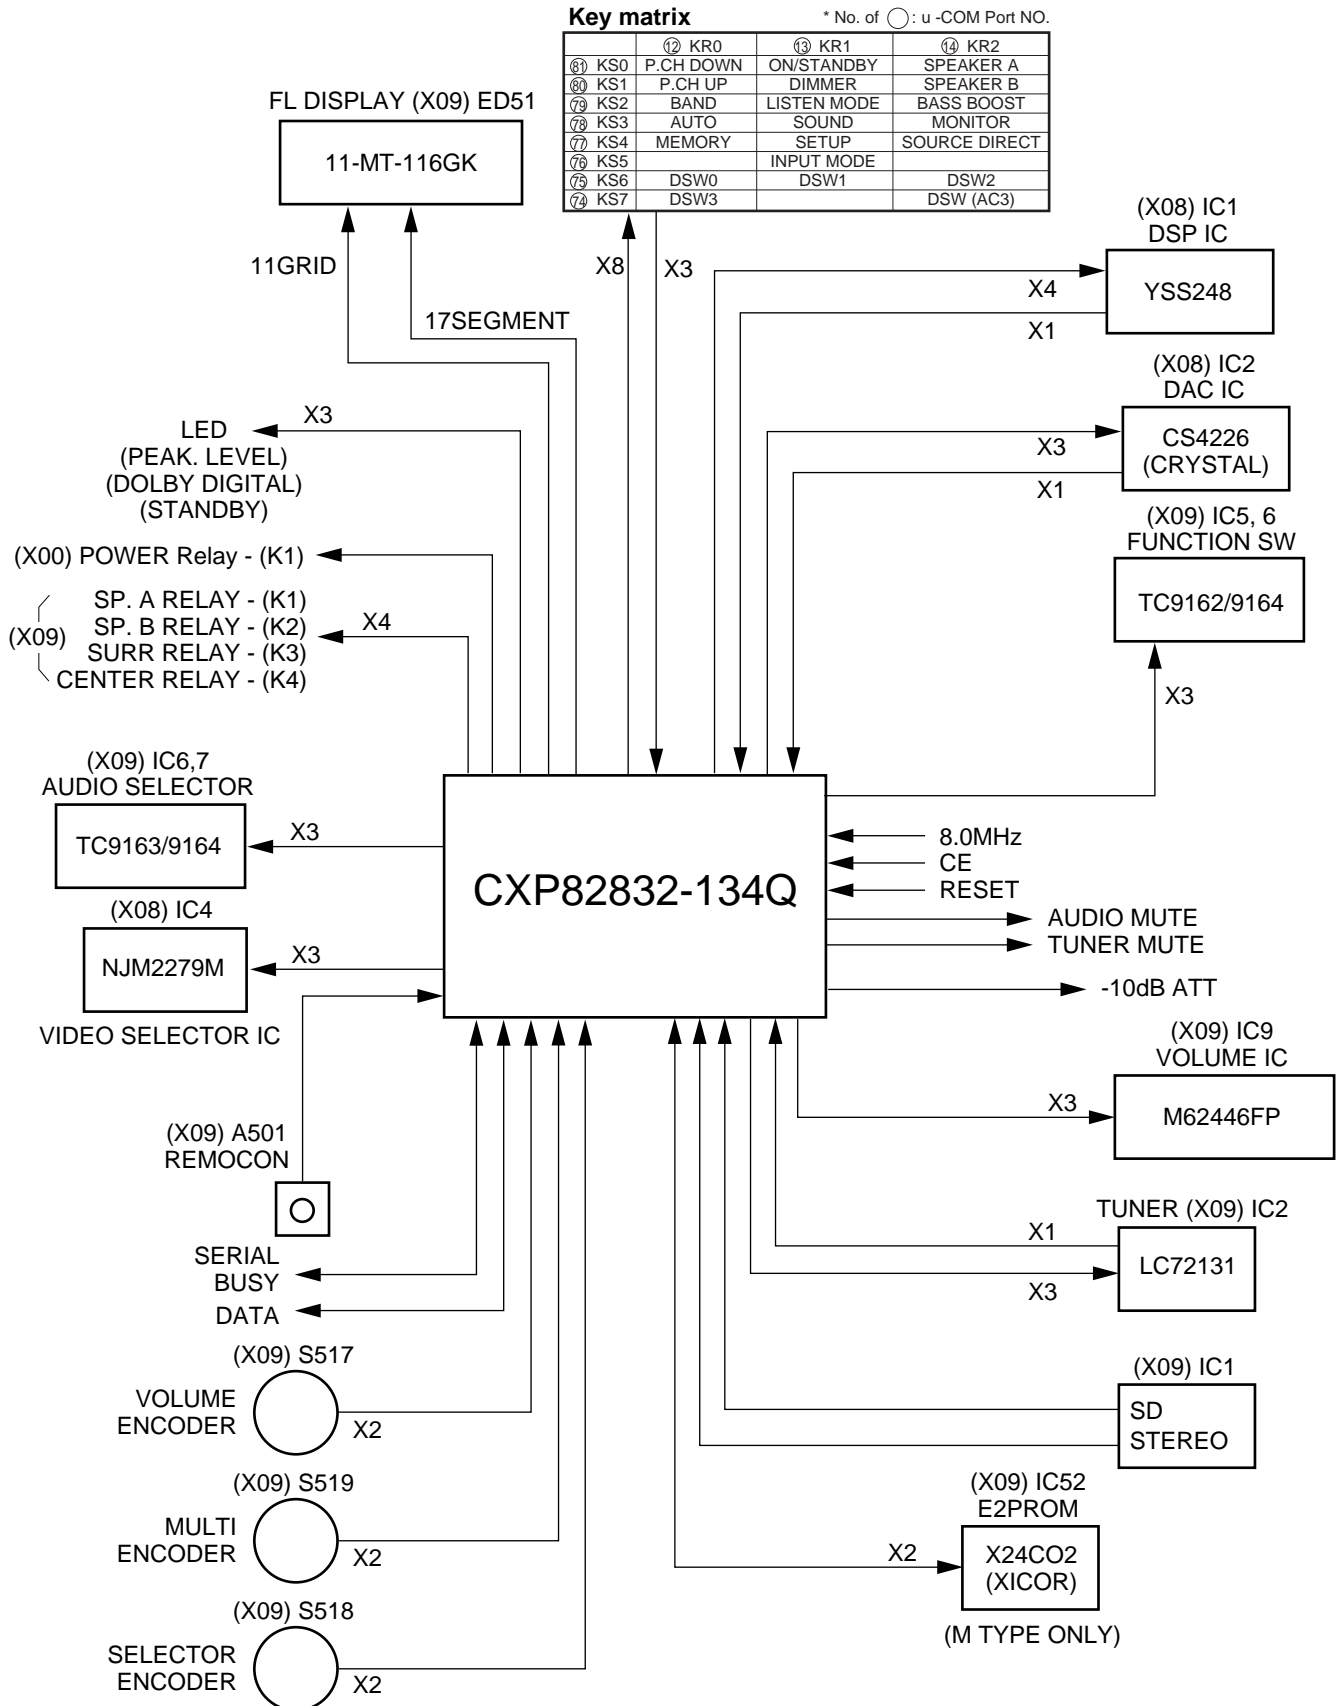 Key matrix
* No. of ◯ : u -COM Port NO.
⑫ KR0 ⑬ KR1 ⑭ KR2
81 KS0 P.CH DOWN ON/STANDBY SPEAKER A
80 KS1 P.CH UP DIMMER SPEAKER B
79 KS2 BAND LISTEN MODE BASS BOOST
78 KS3 AUTO SOUND MONITOR
77 KS4 MEMORY SETUP SOURCE DIRECT
76 KS5 INPUT MODE
75 KS6 DSW0 DSW1 DSW2
74 KS7 DSW3 DSW (AC3)
FL DISPLAY (X09) ED51
11-MT-116GK
11GRID
17SEGMENT
X8
X3
(X08) IC1
DSP IC
YSS248
X4
X1
(X08) IC2
DAC IC
CS4226
(CRYSTAL)
X3
X1
(X09) IC5, 6
FUNCTION SW
TC9162/9164
X3
LED
(PEAK. LEVEL)
(DOLBY DIGITAL)
(STANDBY)
X3
(X00) POWER Relay - (K1)
(X09)
SP. A RELAY - (K1)
SP. B RELAY - (K2)
SURR RELAY - (K3)
CENTER RELAY - (K4)
X4
(X09) IC6,7
AUDIO SELECTOR
TC9163/9164
X3
(X08) IC4
NJM2279M
X3
VIDEO SELECTOR IC
CXP82832-134Q
8.0MHz
CE
RESET
AUDIO MUTE
TUNER MUTE
-10dB ATT
(X09) IC9
VOLUME IC
M62446FP
X3
(X09) A501
REMOCON
SERIAL
BUSY
DATA
TUNER (X09) IC2
LC72131
X1
X3
(X09) S517
VOLUME
ENCODER
X2
(X09) IC1
SD
STEREO
(X09) S519
MULTI
ENCODER
X2
(X09) IC52
E2PROM
X24CO2
(XICOR)
X2
(M TYPE ONLY)
(X09) S518
SELECTOR
ENCODER
X2